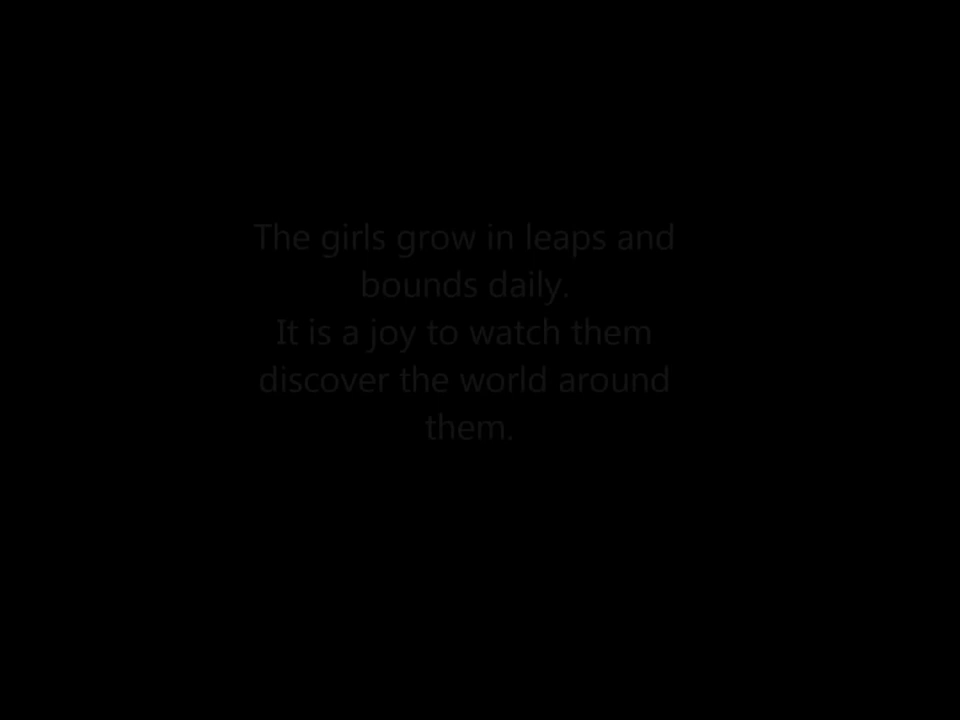 The girls grow in leaps and
bounds daily.
It is a joy to watch them
discover the world around
them.